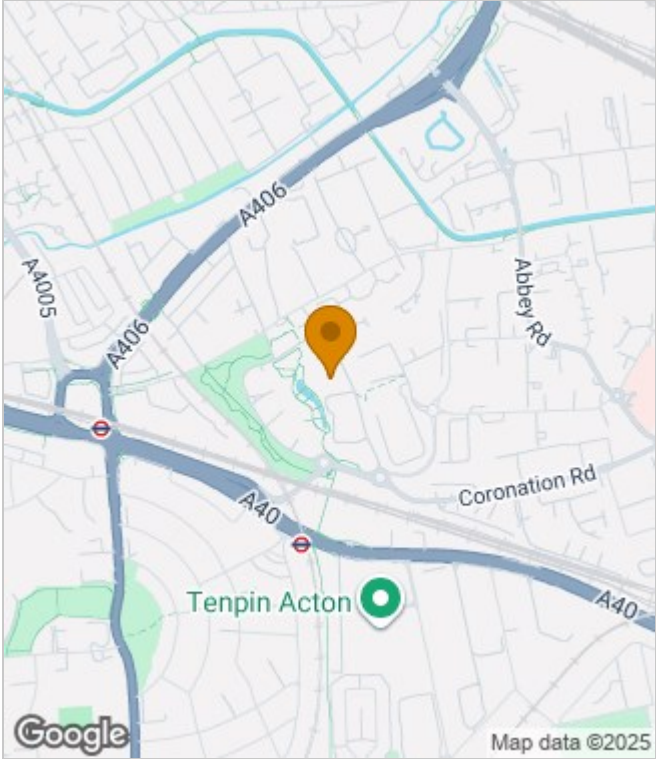 A406
A4005
A406
Abbey Rd
Coronation Rd
A40
Tenpin Acton
A40
Google
Map data ©2025